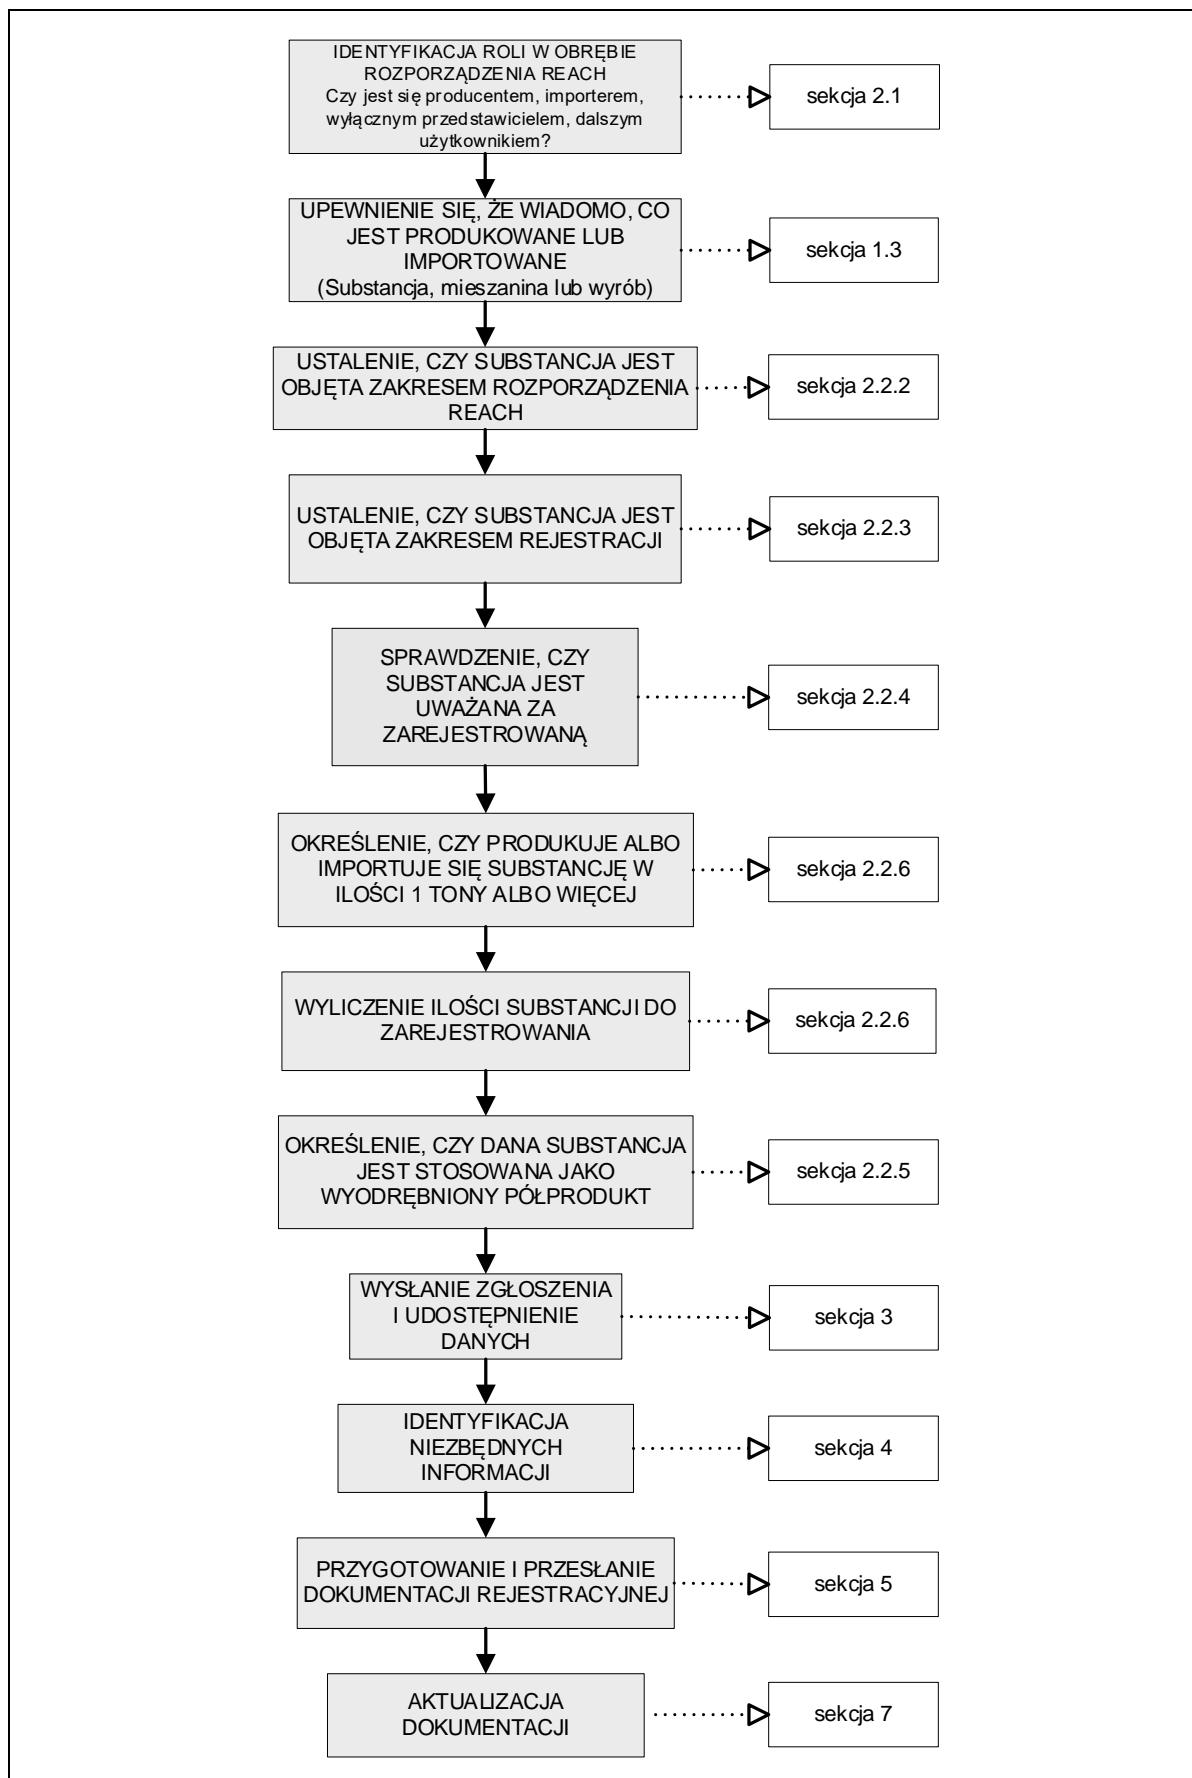 IDENTYFIKACJA ROLI W OBRĘBIE
ROZPORZĄDZENIA REACH
Czy jest się producentem, importerem,
wyłącznym przedstawicielem, dalszym
użytkownikiem?
sekcja 2.1
UPEWNIENIE SIĘ, ŻE WIADOMO, CO
JEST PRODUKOWANE LUB
IMPORTOWANE
(Substancja, mieszanina lub wyrób)
sekcja 1.3
USTALENIE, CZY SUBSTANCJA JEST
OBJĘTA ZAKRESEM ROZPORZĄDZENIA
REACH
sekcja 2.2.2
USTALENIE, CZY SUBSTANCJA JEST
OBJĘTA ZAKRESEM REJESTRACJI
sekcja 2.2.3
SPRAWDZENIE, CZY
SUBSTANCJA JEST
UWAŻANA ZA
ZAREJESTROWANĄ
sekcja 2.2.4
OKREŚLENIE, CZY PRODUKUJE ALBO
IMPORTUJE SIĘ SUBSTANCJĘ W
ILOŚCI 1 TONY ALBO WIĘCEJ
sekcja 2.2.6
WYLICZENIE ILOŚCI SUBSTANCJI DO
ZAREJESTROWANIA
sekcja 2.2.6
OKREŚLENIE, CZY DANA SUBSTANCJA
JEST STOSOWANA JAKO
WYODRĘBNIONY PÓŁPRODUKT
sekcja 2.2.5
WYSŁANIE ZGŁOSZENIA
I UDOSTĘPNIENIE
DANYCH
sekcja 3
IDENTYFIKACJA
NIEZBĘDNYCH
INFORMACJI
sekcja 4
PRZYGOTOWANIE I PRZESŁANIE
DOKUMENTACJI REJESTRACYJNEJ
sekcja 5
AKTUALIZACJA
DOKUMENTACJI
sekcja 7